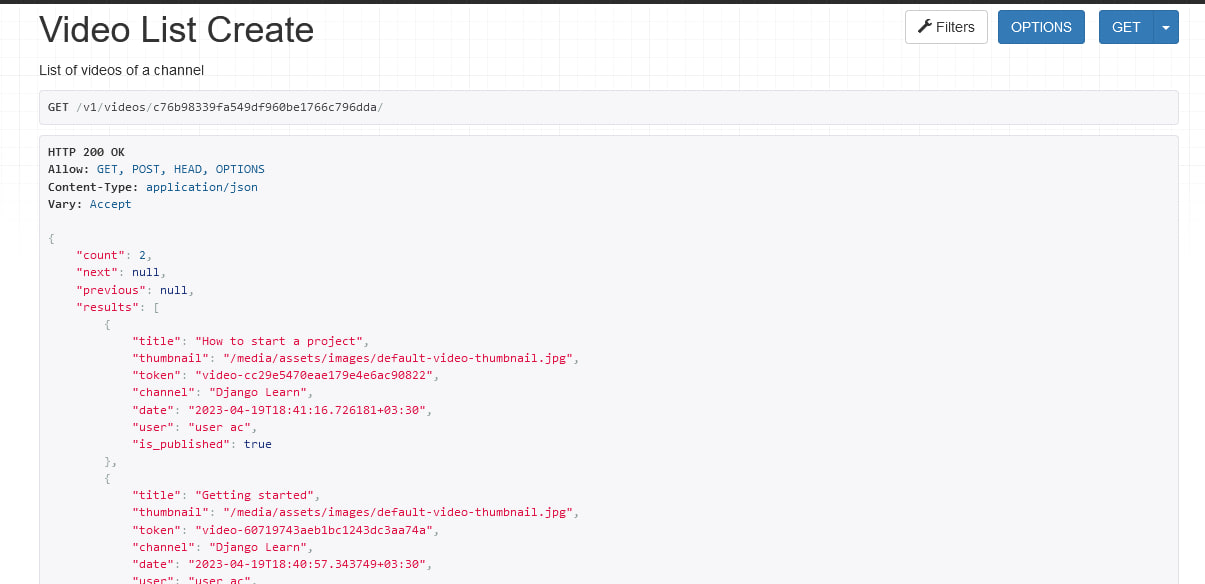 Video List Create
Filters
OPTIONS
GET
List of videos of a channel
GET /v1/videos/c76b98339fa549df960be1766c796dda/
HTTP 200 OK
Allow: GET, POST, HEAD, OPTIONS
Content-Type: application/json
Vary: Accept
{
    "count": 2,
    "next": null,
    "previous": null,
    "results": [
        {
            "title": "How to start a project",
            "thumbnail": "/media/assets/images/default-video-thumbnail.jpg",
            "token": "video-cc29e5470eae179e4e6ac90822",
            "channel": "Django Learn",
            "date": "2023-04-19T18:41:16.726181+03:30",
            "user": "user ac",
            "is_published": true
        },
        {
            "title": "Getting started",
            "thumbnail": "/media/assets/images/default-video-thumbnail.jpg",
            "token": "video-60719743aeb1bc1243dc3aa74a",
            "channel": "Django Learn",
            "date": "2023-04-19T18:40:57.343749+03:30",
            "user": "user ac",